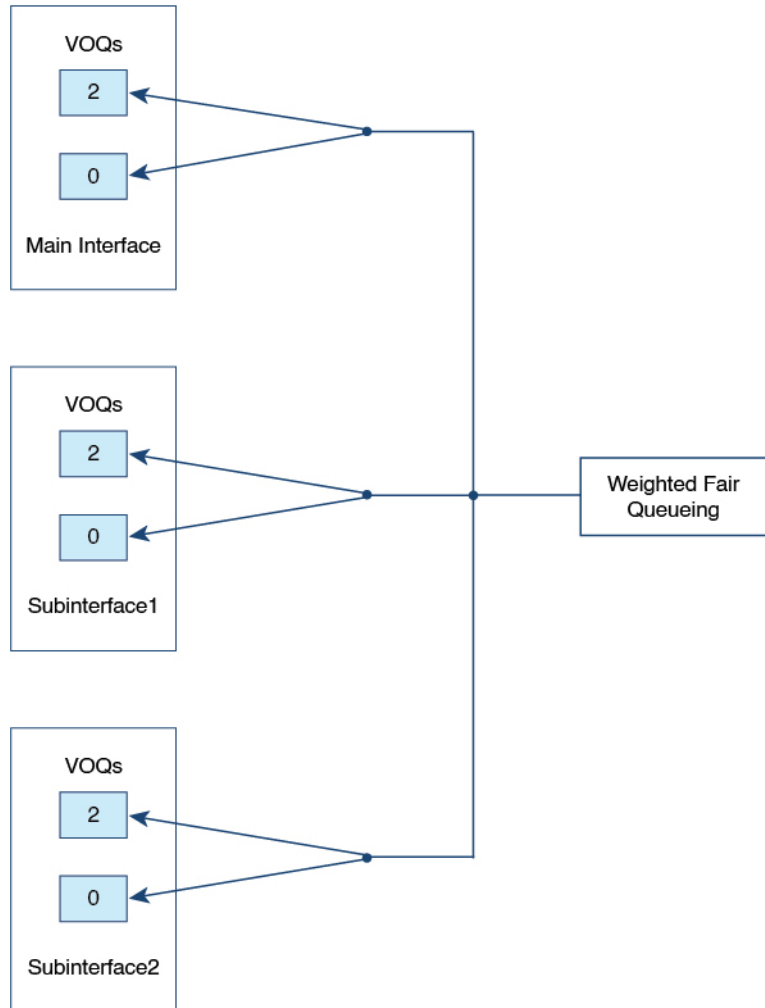 VOQs
2
0
Main Interface
VOQs
2
0
Subinterface1
Weighted Fair
Queueing
VOQs
2
0
Subinterface2